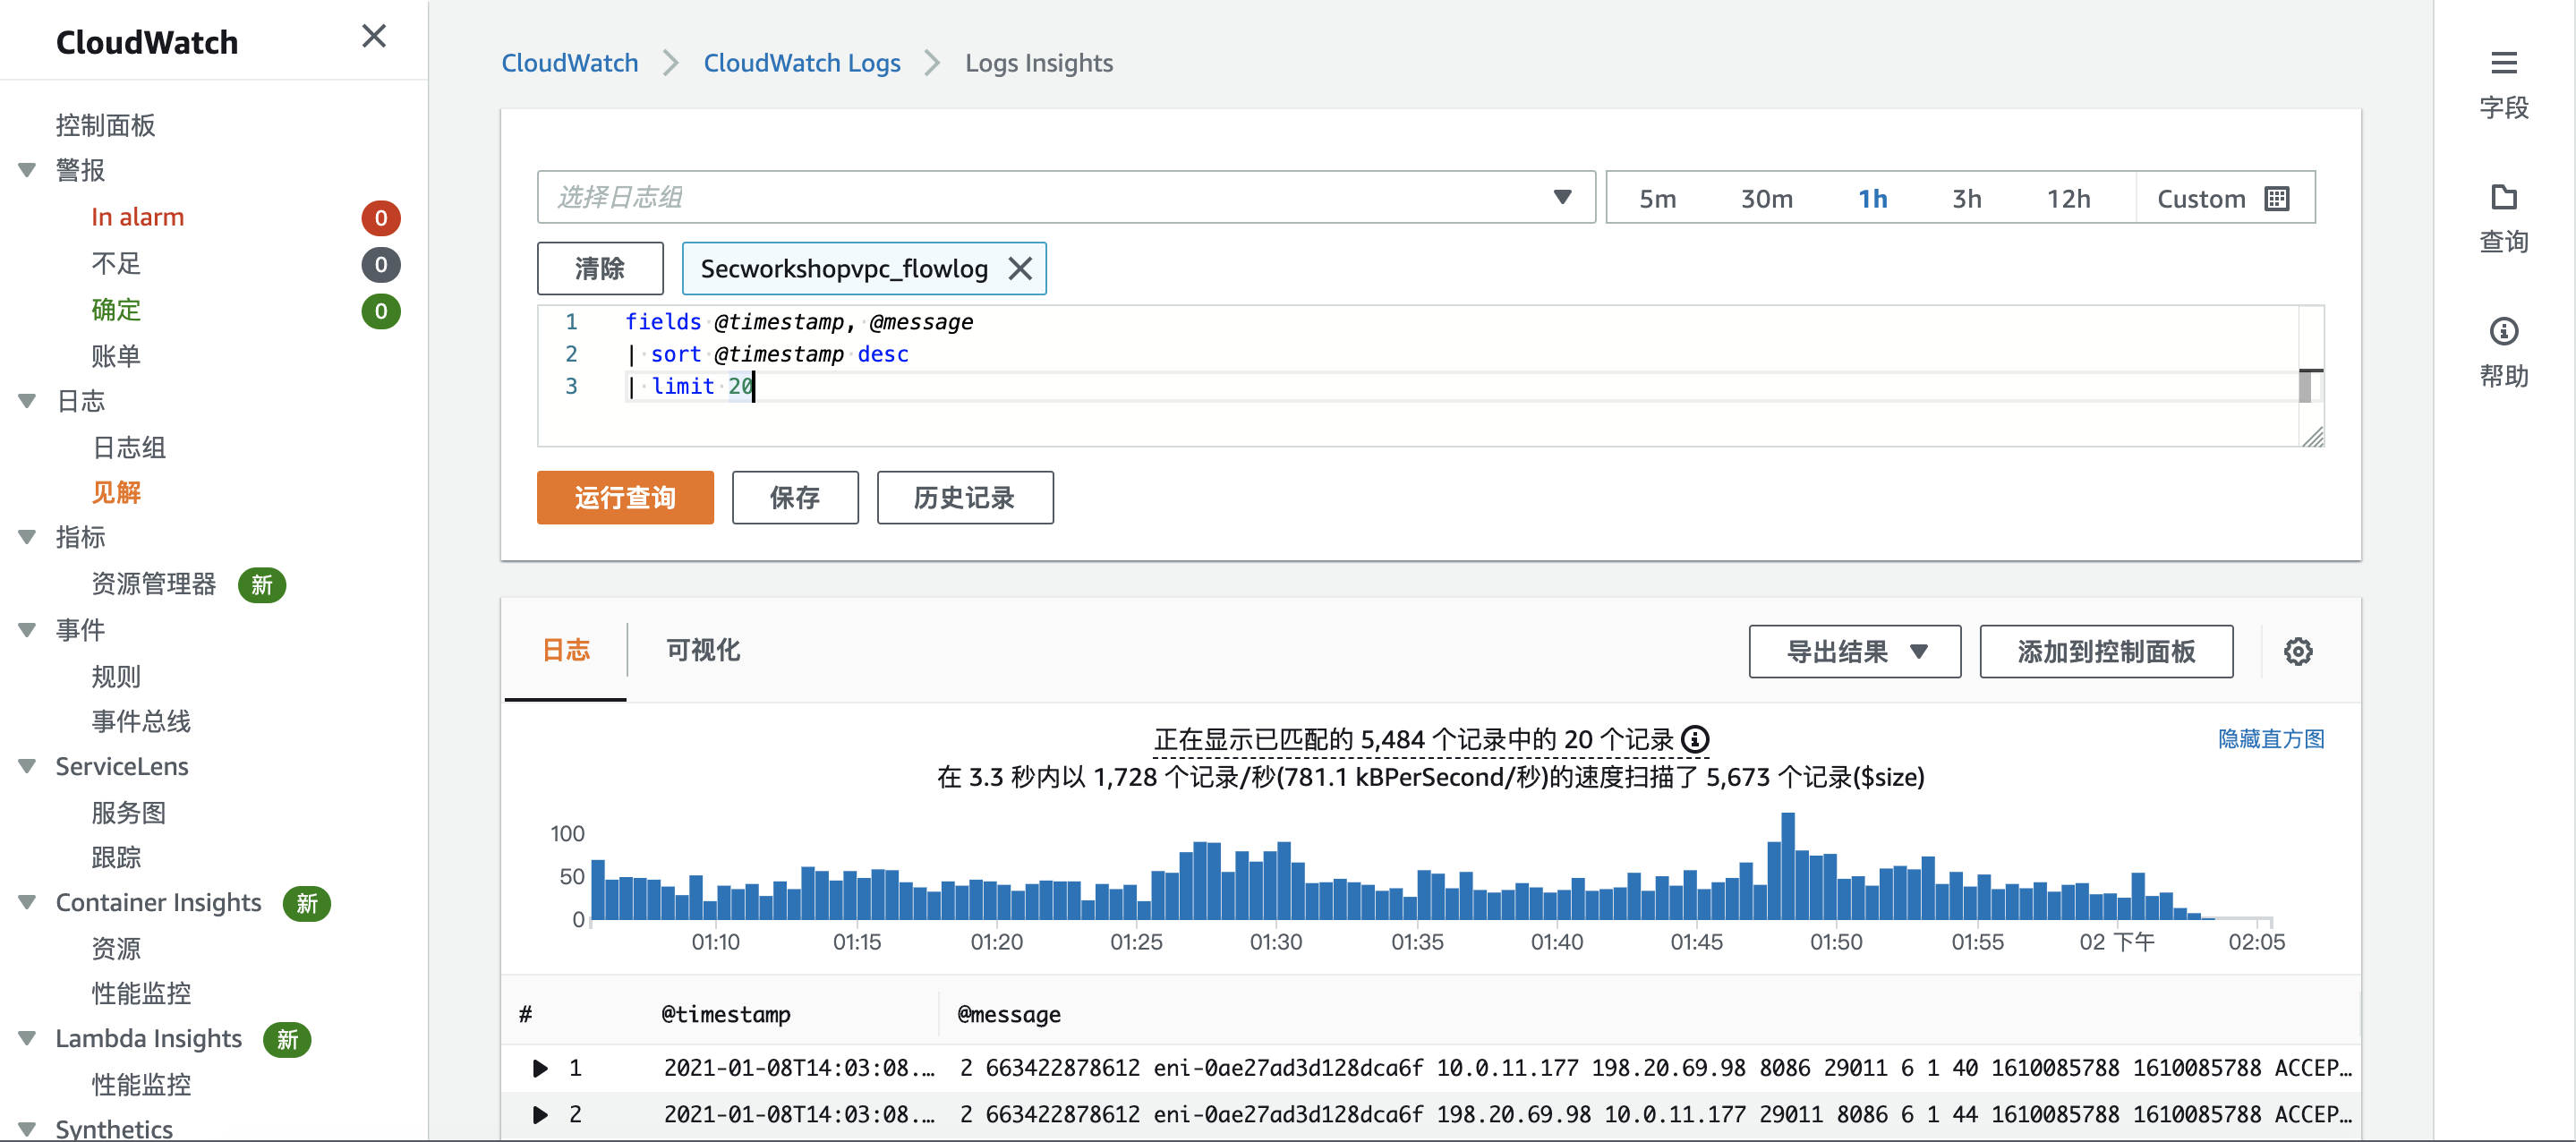 CloudWatch
控制面板
警报
In alarm 0
不足 0
确定 0
账单
日志
日志组
见解
指标
资源管理器 新
事件
规则
事件总线
ServiceLens
服务图
跟踪
Container Insights 新
资源
性能监控
Lambda Insights 新
性能监控
Synthetics
CloudWatch CloudWatch Logs Logs Insights
选择日志组
5m 30m 1h 3h 12h Custom
清除 Secworkshopvpc_flowlog
1 fields @timestamp, @message
2 | sort @timestamp desc
3 | limit 20
运行查询 保存 历史记录
日志 可视化 导出结果 添加到控制面板
正在显示已匹配的 5,484 个记录中的 20 个记录
隐藏直方图
在 3.3 秒内以 1,728 个记录/秒(781.1 kBPerSecond/秒)的速度扫描了 5,673 个记录($size)
100
50
0
01:10 01:15 01:20 01:25 01:30 01:35 01:40 01:45 01:50 01:55 02 下午 02:05
# @timestamp @message
1 2021-01-08T14:03:08.… 2 663422878612 eni-0ae27ad3d128dca6f 10.0.11.177 198.20.69.98 8086 29011 6 1 40 1610085788 1610085788 ACCEP…
2 2021-01-08T14:03:08.… 2 663422878612 eni-0ae27ad3d128dca6f 198.20.69.98 10.0.11.177 29011 8086 6 1 44 1610085788 1610085788 ACCEP…
字段
查询
帮助